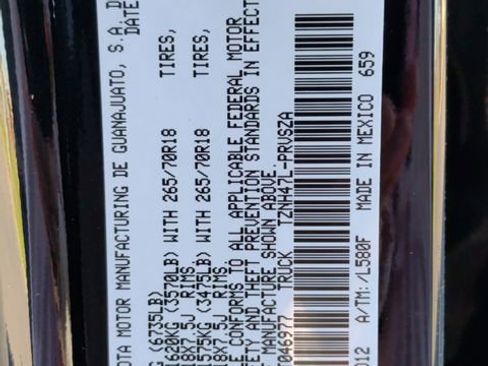 OTA MOTOR MANUFACTURING DE GUANAJUATO, S.A. D
DATE
G (6735LB)
1620KG (3570LB) WITH 265/70R18 TIRES,
18X7.5J RIMS
1575KG (3475LB) WITH 265/70R18 TIRES,
18X7.5J RIMS
E CONFORMS TO ALL APPLICABLE FEDERAL MOTOR
FETY AND THEFT PREVENTION STANDARDS IN EFFECT
F MANUFACTURE SHOWN ABOVE.
046977 TRUCK TZNH47L-PRVSZA
012 A/TM:/L580F MADE IN MEXICO 659